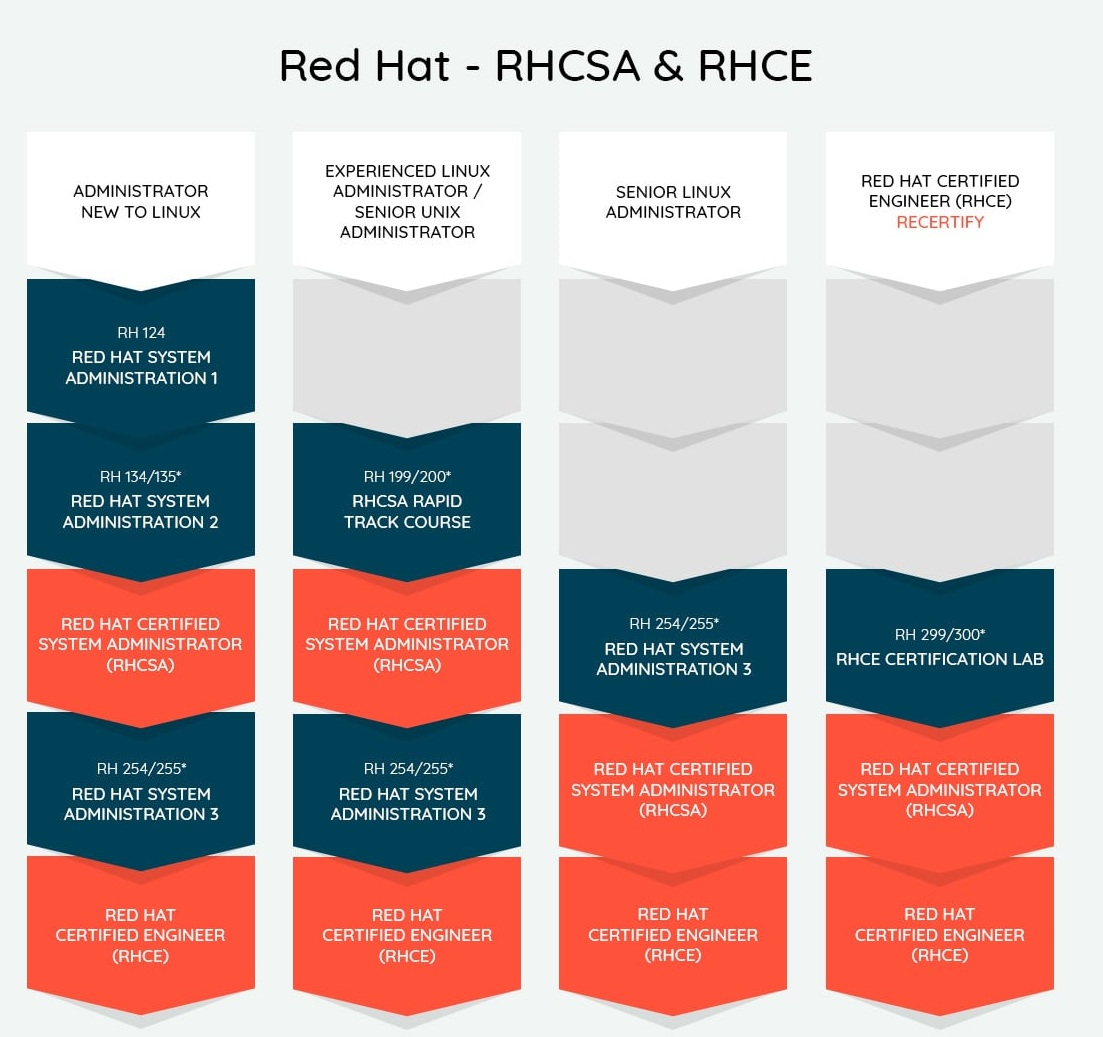 Red Hat - RHCSA & RHCE
ADMINISTRATOR
NEW TO LINUX
RH 124
RED HAT SYSTEM
ADMINISTRATION 1
RH 134/135*
RED HAT SYSTEM
ADMINISTRATION 2
RED HAT CERTIFIED
SYSTEM ADMINISTRATOR
(RHCSA)
RH 254/255*
RED HAT SYSTEM
ADMINISTRATION 3
RED HAT
CERTIFIED ENGINEER
(RHCE)
EXPERIENCED LINUX
ADMINISTRATOR /
SENIOR UNIX
ADMINISTRATOR
RH 199/200*
RHCSA RAPID
TRACK COURSE
RED HAT CERTIFIED
SYSTEM ADMINISTRATOR
(RHCSA)
RH 254/255*
RED HAT SYSTEM
ADMINISTRATION 3
RED HAT
CERTIFIED ENGINEER
(RHCE)
SENIOR LINUX
ADMINISTRATOR
RH 254/255*
RED HAT SYSTEM
ADMINISTRATION 3
RED HAT CERTIFIED
SYSTEM ADMINISTRATOR
(RHCSA)
RED HAT
CERTIFIED ENGINEER
(RHCE)
RED HAT CERTIFIED
ENGINEER (RHCE)
RECERTIFY
RH 299/300*
RHCE CERTIFICATION LAB
RED HAT CERTIFIED
SYSTEM ADMINISTRATOR
(RHCSA)
RED HAT
CERTIFIED ENGINEER
(RHCE)